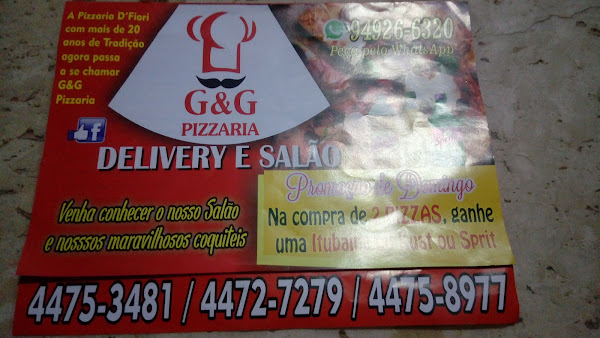 A Pizzaria D'Fiori
com mais de 20
anos de Tradição
agora passa
a se chamar
G&G
Pizzaria
94926-6320
Peça pelo WhatsApp
G&G
PIZZARIA
DELIVERY E SALÃO
Promoção de Domingo
Na compra de 2 PIZZAS, ganhe
uma ou Sprit
Venha conhecer o nosso Salão
e nosssos maravilhosos coquiteis
4475-3481 / 4472-7279 / 4475-8977